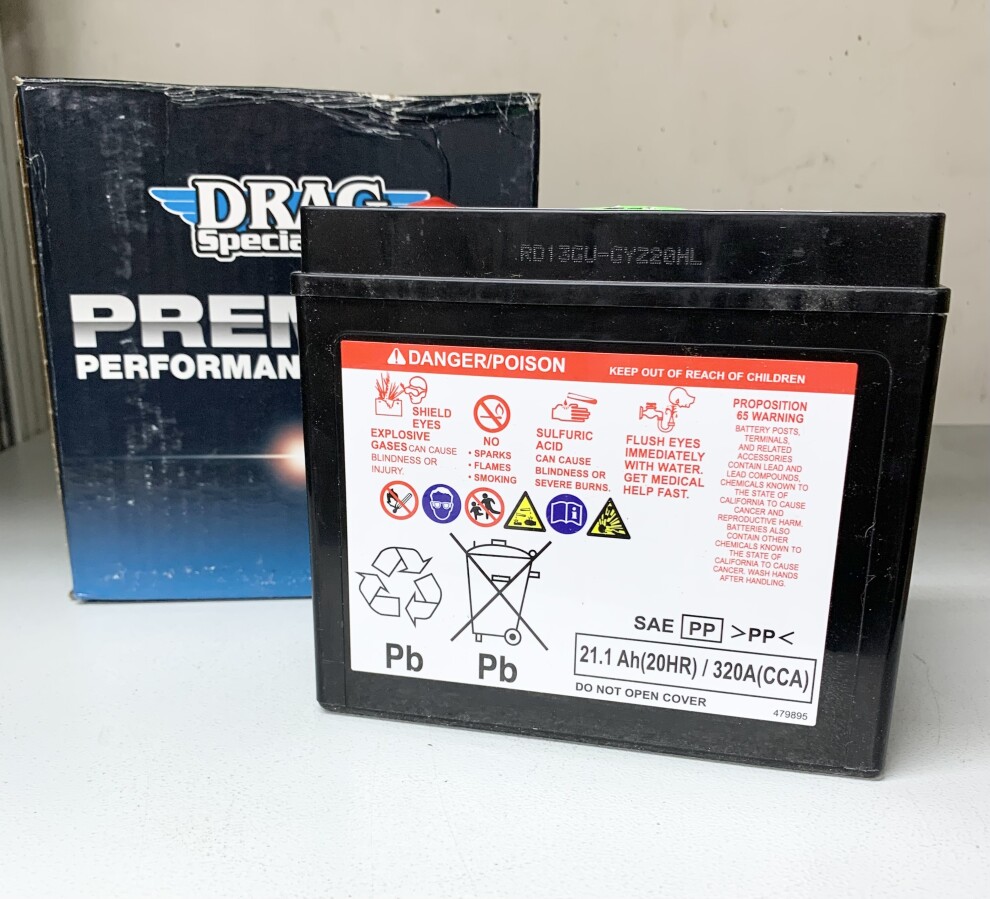 DRAG
Specia
PREM
PERFORMAN
RD13GU-GYZ20HL
DANGER/POISON
KEEP OUT OF REACH OF CHILDREN
SHIELD
EYES
EXPLOSIVE
GASES CAN CAUSE
BLINDNESS OR
INJURY.
NO
• SPARKS
• FLAMES
• SMOKING
SULFURIC
ACID
CAN CAUSE
BLINDNESS OR
SEVERE BURNS.
FLUSH EYES
IMMEDIATELY
WITH WATER.
GET MEDICAL
HELP FAST.
PROPOSITION
65 WARNING
BATTERY POSTS,
TERMINALS,
AND RELATED
ACCESSORIES
CONTAIN LEAD AND
LEAD COMPOUNDS,
CHEMICALS KNOWN TO
THE STATE OF
CALIFORNIA TO CAUSE
CANCER AND
REPRODUCTIVE HARM.
BATTERIES ALSO
CONTAIN OTHER
CHEMICALS KNOWN TO
THE STATE OF
CALIFORNIA TO CAUSE
CANCER. WASH HANDS
AFTER HANDLING.
Pb
Pb
SAE PP >PP<
21.1 Ah(20HR) / 320A(CCA)
DO NOT OPEN COVER
479895